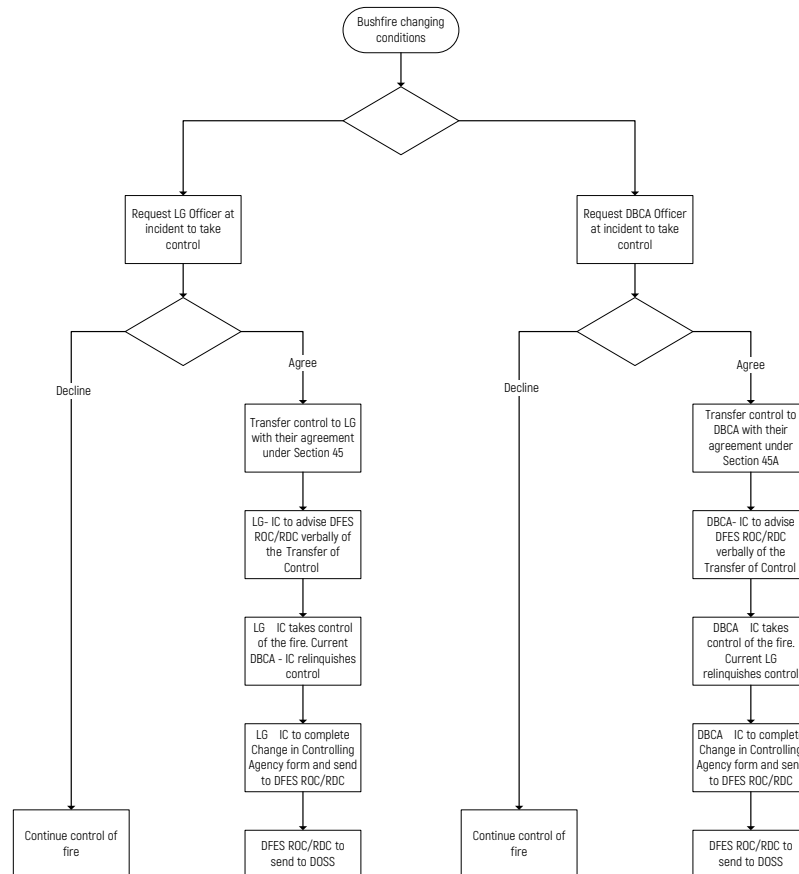 Bushfire changing
conditions
Request LG Officer at
incident to take
control
Request DBCA Officer
at incident to take
control
Decline
Agree
Decline
Agree
Transfer control to LG
with their agreement
under Section 45
Transfer control to
DBCA with their
agreement under
Section 45A
LG- IC to advise DFES
ROC/RDC verbally of
the Transfer of
Control
DBCA- IC to advise
DFES ROC/RDC
verbally of the
Transfer of Control
LG IC takes control
of the fire. Current
DBCA - IC relinquishes
control
DBCA IC takes
control of the fire.
Current LG
relinquishes control
LG IC to complete
Change in Controlling
Agency form and send
to DFES ROC/RDC
DBCA IC to complete
Change in Controlling
Agency form and send
to DFES ROC/RDC
Continue control of
fire
DFES ROC/RDC to
send to DOSS
Continue control of
fire
DFES ROC/RDC to
send to DOSS